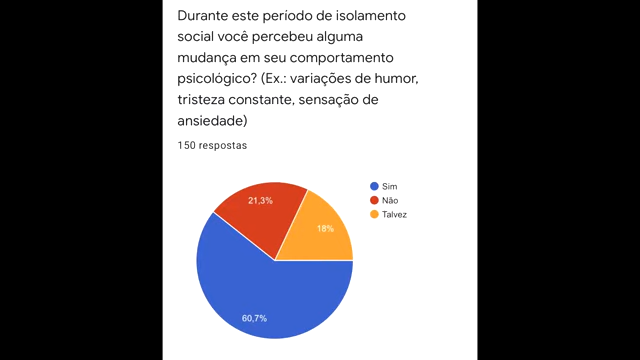 Durante este período de isolamento
social você percebeu alguma
mudança em seu comportamento
psicológico? (Ex.: variações de humor,
tristeza constante, sensação de
ansiedade)
150 respostas
Sim
Não
Talvez
21,3%
18%
60,7%